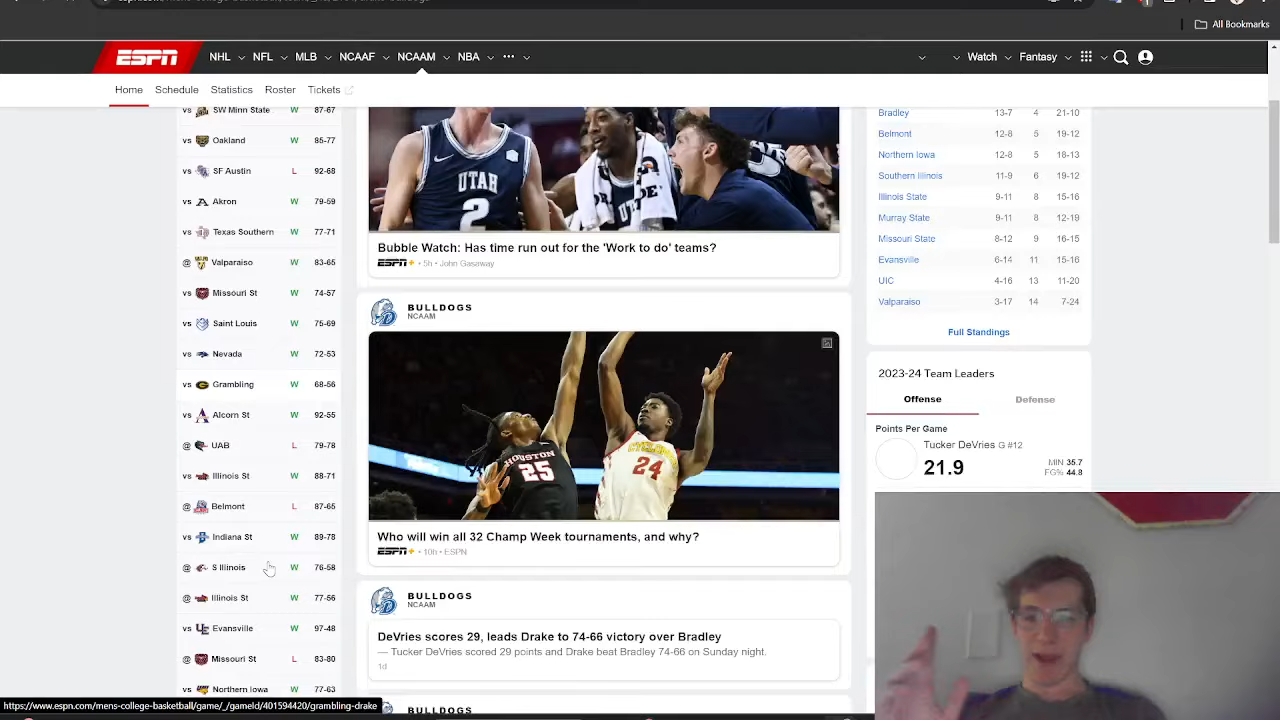 All Bookmarks
ESPN NHL NFL MLB NCAAF NCAAM NBA Watch Fantasy
Home Schedule Statistics Roster Tickets
vs SW Minn State W 87-67
vs Oakland W 85-77
vs SF Austin L 92-68
vs Akron W 79-59
vs Texas Southern W 77-71
@ Valparaiso W 83-65
vs Missouri St W 74-57
vs Saint Louis W 75-69
vs Nevada W 72-53
vs Grambling W 68-56
vs Alcorn St W 92-55
@ UAB L 79-78
vs Illinois St W 88-71
@ Belmont L 87-65
vs Indiana St W 89-78
@ S Illinois W 76-58
@ Illinois St W 77-56
vs Evansville W 97-48
@ Missouri St L 83-80
vs Northern Iowa W 77-63
https://www.espn.com/mens-college-basketball/game/_/gameId/401594420/grambling-drake
UTAH
2
Bubble Watch: Has time run out for the 'Work to do' teams?
ESPN+ • 5h • John Gasaway
BULLDOGS
NCAAM
HOUSTON
25
24
Who will win all 32 Champ Week tournaments, and why?
ESPN+ • 10h • ESPN
BULLDOGS
NCAAM
DeVries scores 29, leads Drake to 74-66 victory over Bradley
— Tucker DeVries scored 29 points and Drake beat Bradley 74-66 on Sunday night.
1d
BULLDOGS
Bradley 13-7 4 21-10
Belmont 12-8 5 19-12
Northern Iowa 12-8 5 18-13
Southern Illinois 11-9 6 19-12
Illinois State 9-11 8 15-16
Murray State 9-11 8 12-19
Missouri State 8-12 9 16-15
Evansville 6-14 11 15-16
UIC 4-16 13 11-20
Valparaiso 3-17 14 7-24
Full Standings
2023-24 Team Leaders
Offense Defense
Points Per Game
Tucker DeVries G #12
21.9
MIN 35.7
FG% 44.8